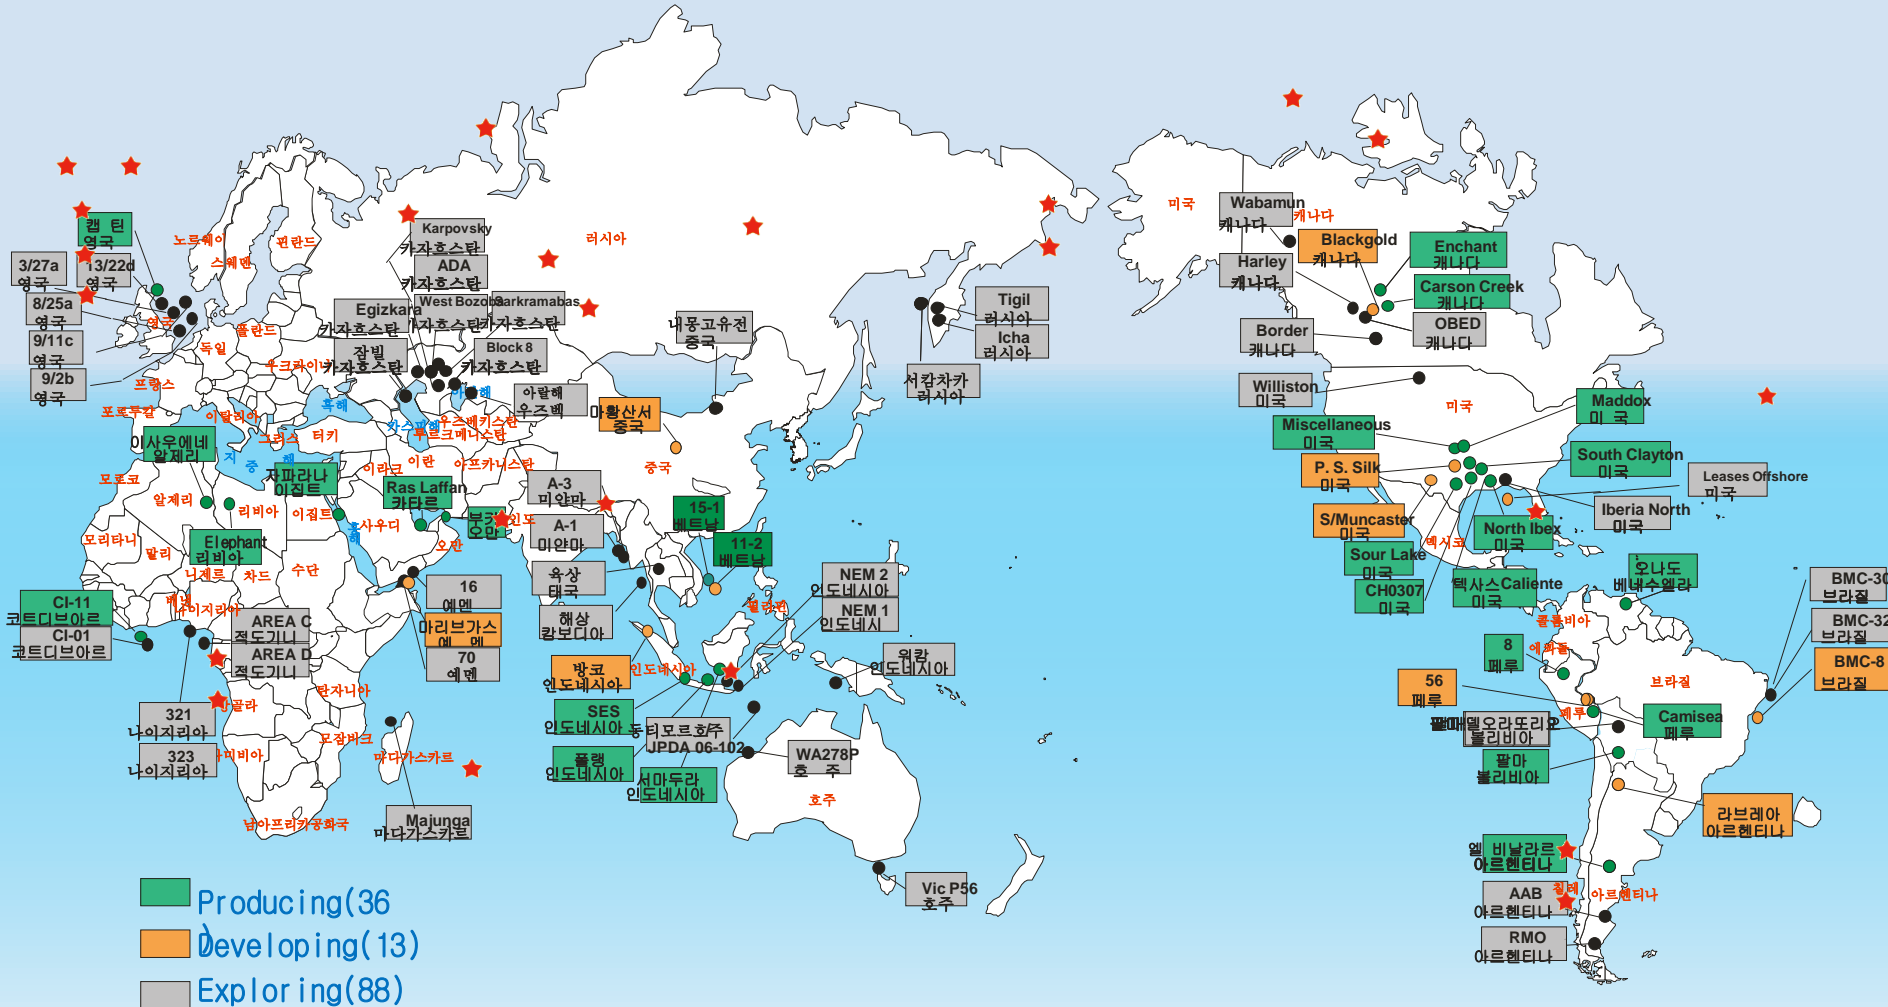 캡 틴
영국
3/27a
영국
13/22d
영국
8/25a
영국
9/11c
영국
9/2b
영국
노르웨이
스웨덴
핀란드
영국
폴란드
독일
우크라이나
프랑스
포르투갈
이탈리아
그리스
터키
흑해
지 중 해
카스피해
아랄해
홍해
러시아
Karpovsky
카자흐스탄
ADA
카자흐스탄
Egizkara
카자흐스탄
West Bozoba
카자흐스탄
Sarkramabas
카자흐스탄
잠빌
카자흐스탄
Block 8
카자흐스탄
아랄해
우즈벡
우즈베키스탄
투르크메니스탄
내몽고유전
중국
마황산서
중국
중국
Tigil
러시아
Icha
러시아
서캄차카
러시아
이사우에네
알제리
자파라나
이집트
Ras Laffan
카타르
부카
오만
인도
이라크
이란
아프카니스탄
모로코
알제리
리비아
이집트
사우디
오만
Elephant
리비아
모리타니
말리
니제르
차드
수단
베냉
나이지리아
CI-11
코트디브아르
CI-01
코트디브아르
AREA C
적도기니
AREA D
적도기니
16
예멘
마리브가스
예 멘
70
예멘
321
나이지리아
323
나이지리아
앙골라
탄자니아
모잠비크
나미비아
마다가스카르
남아프리카공화국
Majunga
마다가스카르
A-3
미얀마
A-1
미얀마
육상
태국
해상
캄보디아
15-1
베트남
11-2
베트남
필리핀
NEM 2
인도네시아
NEM 1
인도네시
위캄
인도네시아
방코
인도네시아
인도네시아
SES
인도네시아
폴랭
인도네시아
서마두라
인도네시아
동티모르호주
JPDA 06-102
WA278P
호 주
호주
Vic P56
호주
미국
캐나다
Wabamun
캐나다
Blackgold
캐나다
Enchant
캐나다
Harley
캐나다
Carson Creek
캐나다
OBED
캐나다
Border
캐나다
Williston
미국
미국
Maddox
미 국
Miscellaneous
미국
P. S. Silk
미국
South Clayton
미국
Leases Offshore
미국
Iberia North
미국
S/Muncaster
미국
North Ibex
미국
멕시코
Sour Lake
미국
CH0307
미국
텍사스Caliente
미국
오나도
베네수엘라
콜롬비아
에콰돌
8
페루
56
페루
페루
브라질
BMC-30
브라질
BMC-32
브라질
BMC-8
브라질
Camisea
페루
볼리비아
팔마
볼리비아
라브레아
아르헨티나
엘 비날라르
아르헨티나
AAB
아르헨티나
칠레
아르헨티나
RMO
아르헨티나
Producing(36
)
Developing(13)
Exploring(88)